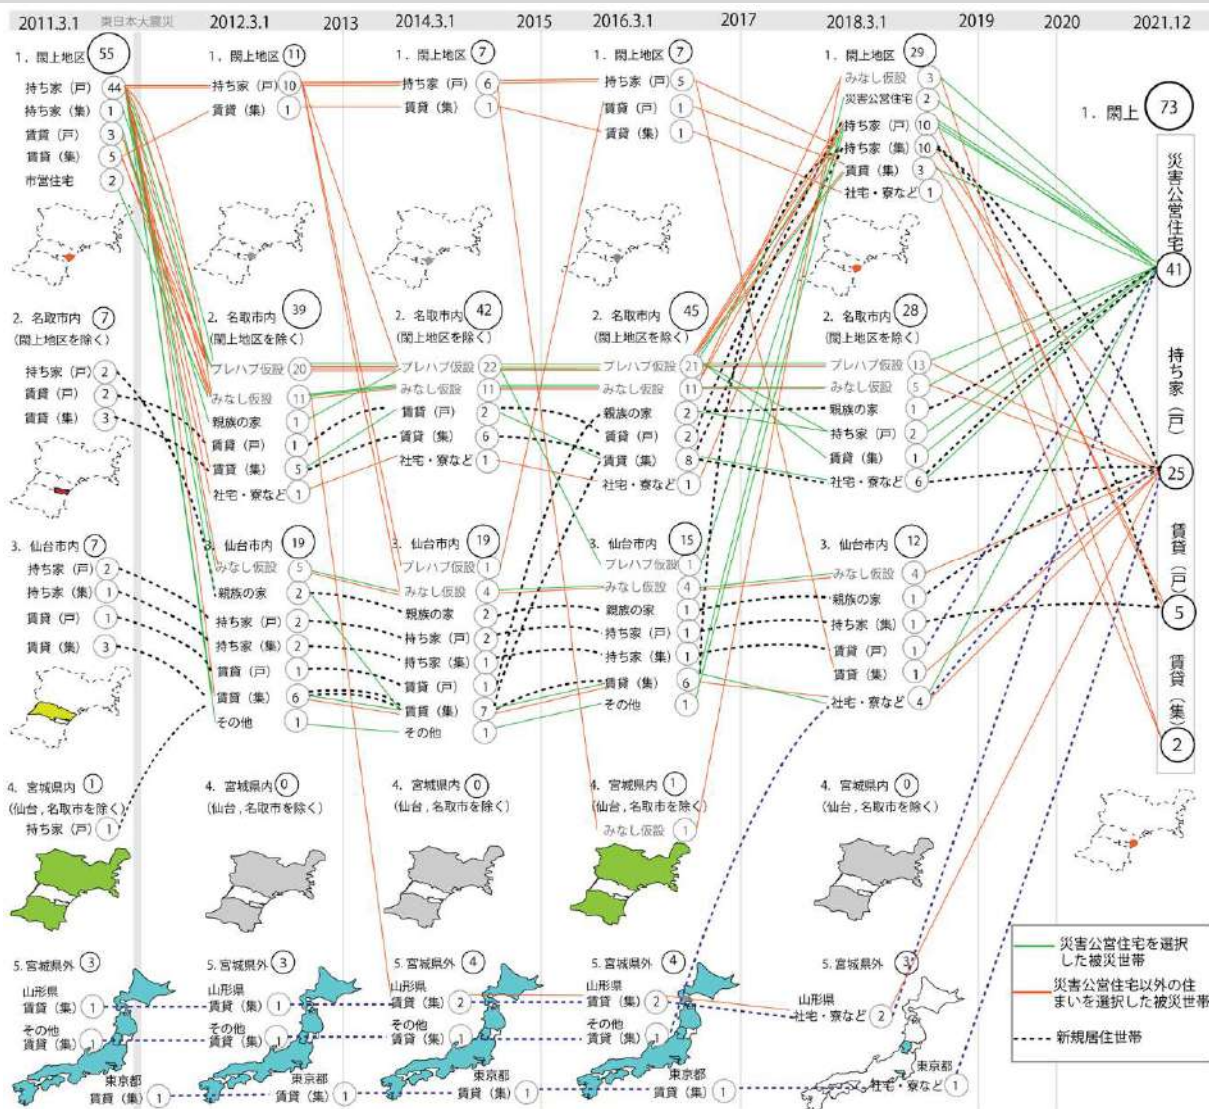 2011.3.1
東日本大震災
2012.3.1
2013
2014.3.1
2015
2016.3.1
2017
2018.3.1
2019
2020
2021.12
1. 閖上地区 55
持ち家（戸） 44
持ち家（集） 1
賃貸（戸） 3
賃貸（集） 5
市営住宅 2
2. 名取市内 7
(閖上地区を除く)
持ち家（戸） 2
賃貸（戸） 2
賃貸（集） 3
3. 仙台市内 7
持ち家（戸） 2
持ち家（集） 1
賃貸（戸） 1
賃貸（集） 3
4. 宮城県内 1
(仙台,名取市を除く)
持ち家（戸） 1
5. 宮城県外 3
山形県
賃貸（集） 1
その他
賃貸（集） 1
東京都
賃貸（集） 1
1. 閖上地区 11
持ち家（戸） 10
賃貸（集） 1
2. 名取市内 39
(閖上地区を除く)
プレハブ仮設 20
みなし仮設 11
親族の家 1
賃貸（戸） 1
賃貸（集） 5
社宅・寮など 1
3. 仙台市内 19
みなし仮設 5
親族の家 2
持ち家（戸） 2
持ち家（集） 2
賃貸（戸） 1
賃貸（集） 6
その他 1
4. 宮城県内 0
(仙台,名取市を除く)
5. 宮城県外 3
山形県
賃貸（集） 1
その他
賃貸（集） 1
東京都
賃貸（集） 1
1. 閖上地区 7
持ち家（戸） 6
賃貸（集） 1
2. 名取市内 42
(閖上地区を除く)
プレハブ仮設 22
みなし仮設 11
賃貸（戸） 2
賃貸（集） 6
社宅・寮など 1
3. 仙台市内 19
プレハブ仮設 1
みなし仮設 4
親族の家 2
持ち家（戸） 2
持ち家（集） 1
賃貸（戸） 1
賃貸（集） 7
その他 1
4. 宮城県内 0
(仙台,名取市を除く)
5. 宮城県外 4
山形県
賃貸（集） 2
その他
賃貸（集） 1
東京都
賃貸（集） 1
1. 閖上地区 7
持ち家（戸） 5
賃貸（戸） 1
賃貸（集） 1
2. 名取市内 45
(閖上地区を除く)
プレハブ仮設 21
みなし仮設 11
親族の家 2
賃貸（戸） 2
賃貸（集） 8
社宅・寮など 1
3. 仙台市内 15
プレハブ仮設 1
みなし仮設 4
親族の家 1
持ち家（戸） 1
持ち家（集） 1
賃貸（集） 6
その他 1
4. 宮城県内 1
(仙台,名取市を除く)
みなし仮設 1
5. 宮城県外 4
山形県
賃貸（集） 2
その他
賃貸（集） 1
東京都
賃貸（集） 1
1. 閖上地区 29
みなし仮設 3
災害公営住宅 2
持ち家（戸） 10
持ち家（集） 10
賃貸（集） 3
社宅・寮など 1
2. 名取市内 28
(閖上地区を除く)
プレハブ仮設 13
みなし仮設 5
親族の家 1
持ち家（戸） 2
賃貸（集） 1
社宅・寮など 6
3. 仙台市内 12
みなし仮設 4
親族の家 1
持ち家（集） 1
賃貸（戸） 1
賃貸（集） 1
社宅・寮など 4
4. 宮城県内 0
(仙台,名取市を除く)
5. 宮城県外 3
山形県
社宅・寮など 2
東京都
社宅・寮など 1
1. 閖上 73
災害公営住宅
41
持ち家（戸）
25
賃貸（戸）
5
賃貸（集）
2
災害公営住宅を選択
した被災世帯
災害公営住宅以外の住
まいを選択した被災世帯
新規居住世帯